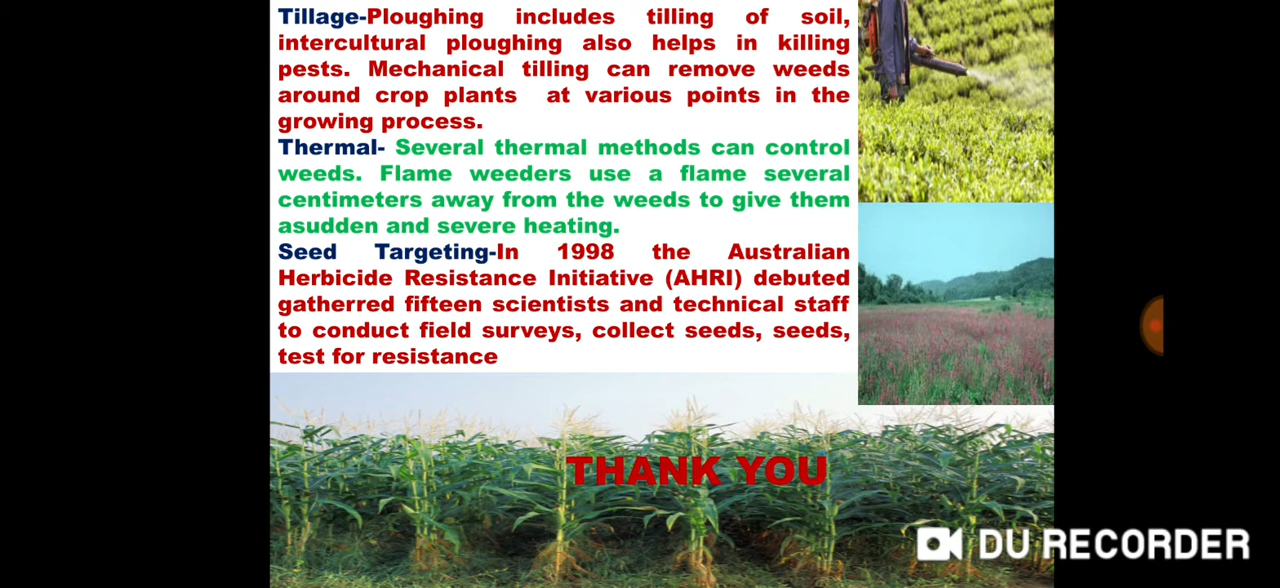 Tillage-Ploughing includes tilling of soil,
intercultural ploughing also helps in killing
pests. Mechanical tilling can remove weeds
around crop plants at various points in the
growing process.
Thermal- Several thermal methods can control
weeds. Flame weeders use a flame several
centimeters away from the weeds to give them
asudden and severe heating.
Seed Targeting-In 1998 the Australian
Herbicide Resistance Initiative (AHRI) debuted
gatherred fifteen scientists and technical staff
to conduct field surveys, collect seeds, seeds,
test for resistance
THANK YOU
DU RECORDER